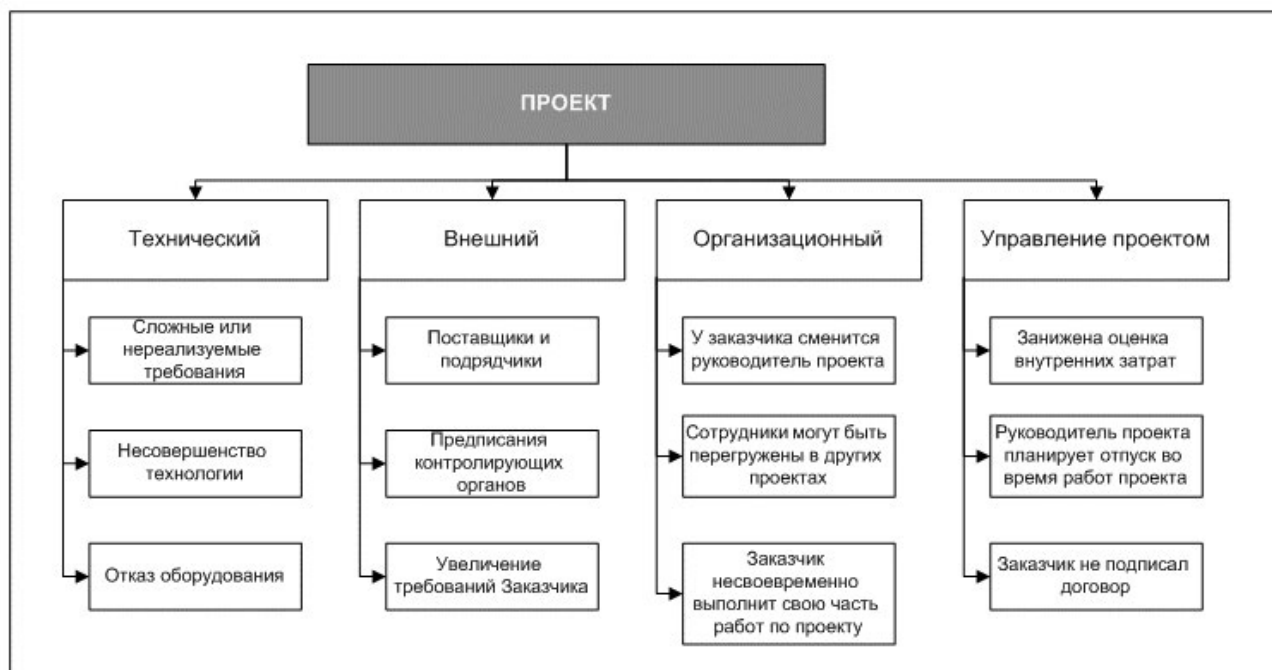 ПРОЕКТ
Технический
Внешний
Организационный
Управление проектом
Сложные или
нереализуемые
требования
Поставщики и
подрядчики
У заказчика сменится
руководитель проекта
Занижена оценка
внутренних затрат
Несовершенство
технологии
Предписания
контролирующих
органов
Сотрудники могут быть
перегружены в других
проектах
Руководитель проекта
планирует отпуск во
время работ проекта
Отказ оборудования
Увеличение
требований Заказчика
Заказчик
несвоевременно
выполнит свою часть
работ по проекту
Заказчик не подписал
договор